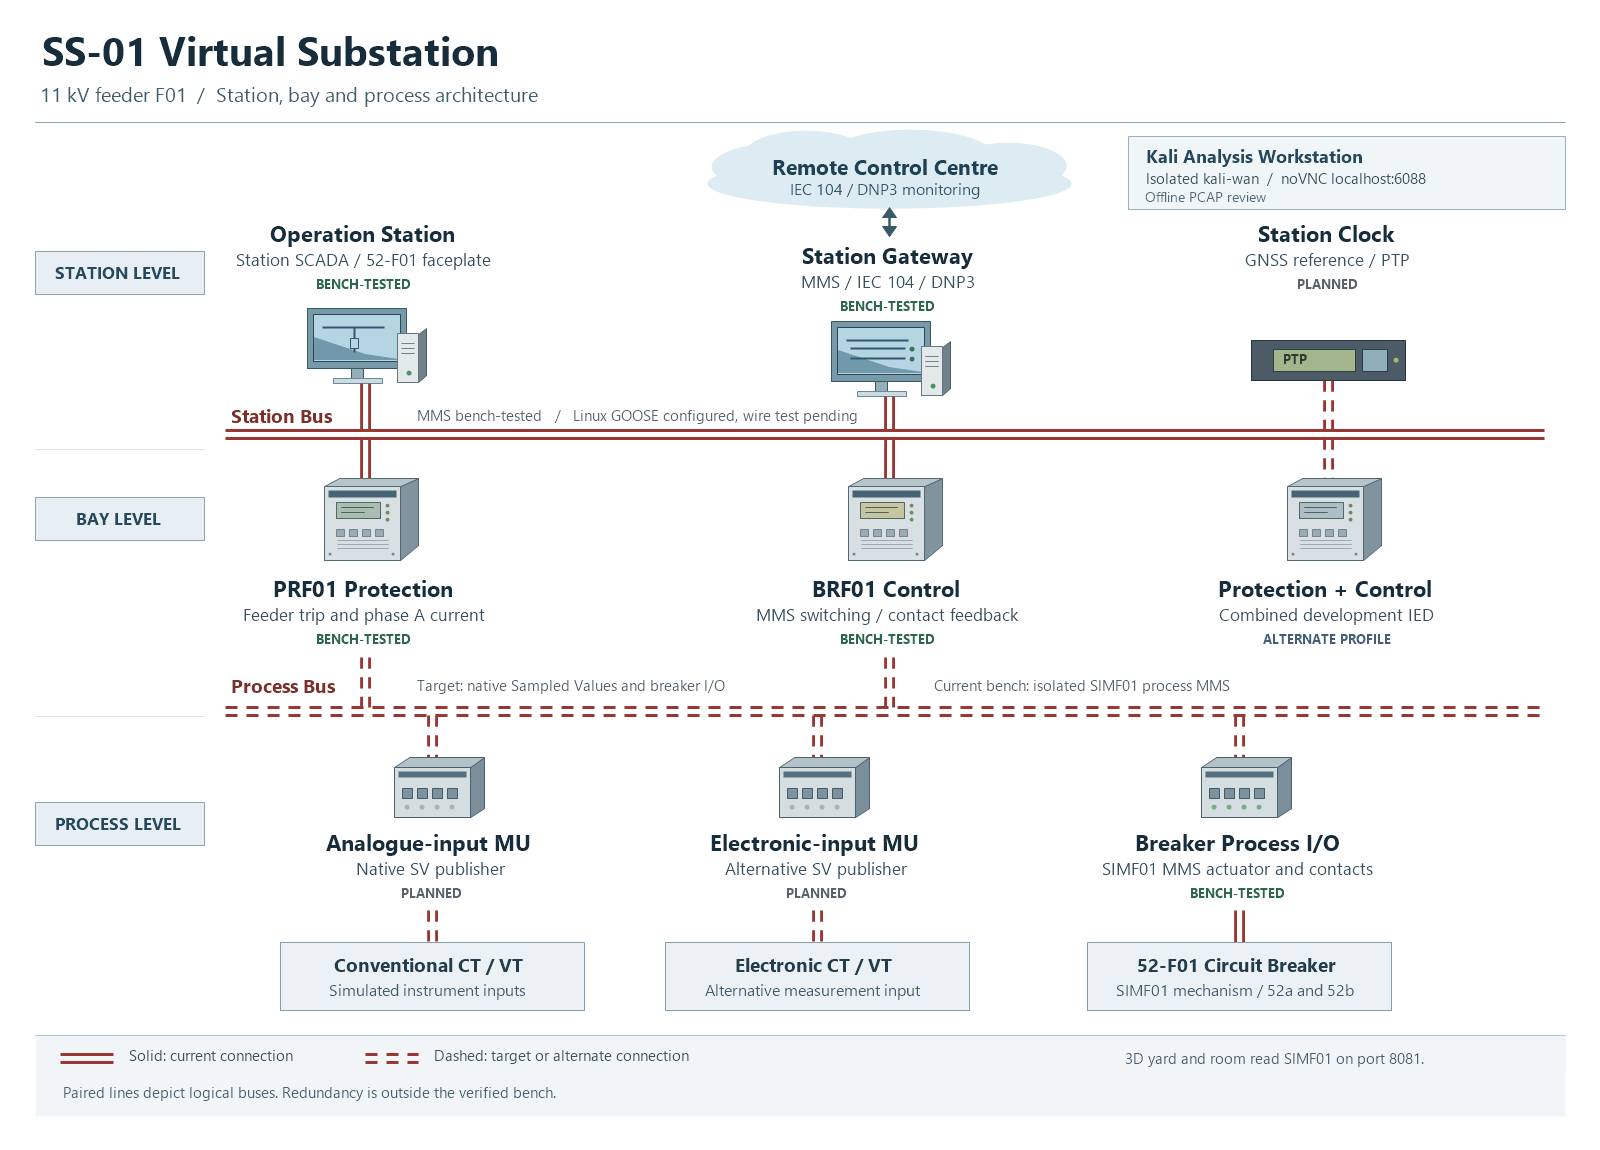 SS-01 Virtual Substation
11 kV feeder F01 / Station, bay and process architecture
Remote Control Centre
IEC 104 / DNP3 monitoring
Kali Analysis Workstation
Isolated kali-wan / noVNC localhost:6088
Offline PCAP review
STATION LEVEL
Operation Station
Station SCADA / 52-F01 faceplate
BENCH-TESTED
Station Gateway
MMS / IEC 104 / DNP3
BENCH-TESTED
Station Clock
GNSS reference / PTP
PLANNED
PTP
Station Bus
MMS bench-tested / Linux GOOSE configured, wire test pending
BAY LEVEL
PRF01 Protection
Feeder trip and phase A current
BENCH-TESTED
BRF01 Control
MMS switching / contact feedback
BENCH-TESTED
Protection + Control
Combined development IED
ALTERNATE PROFILE
Process Bus
Target: native Sampled Values and breaker I/O
Current bench: isolated SIMF01 process MMS
PROCESS LEVEL
Analogue-input MU
Native SV publisher
PLANNED
Electronic-input MU
Alternative SV publisher
PLANNED
Breaker Process I/O
SIMF01 MMS actuator and contacts
BENCH-TESTED
Conventional CT / VT
Simulated instrument inputs
Electronic CT / VT
Alternative measurement input
52-F01 Circuit Breaker
SIMF01 mechanism / 52a and 52b
Solid: current connection
Dashed: target or alternate connection
3D yard and room read SIMF01 on port 8081.
Paired lines depict logical buses. Redundancy is outside the verified bench.